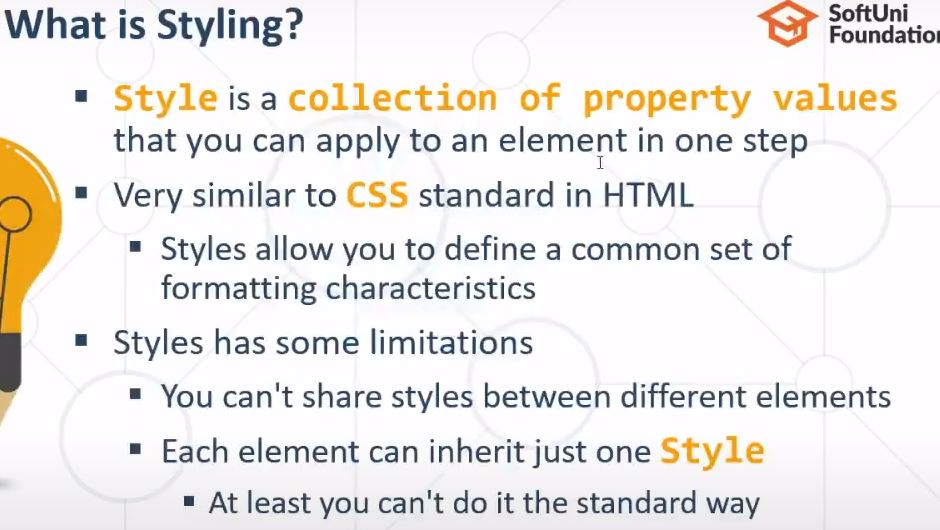 What is Styling?
SoftUni
Foundation
▪ Style is a collection of property values
that you can apply to an element in one step
▪ Very similar to CSS standard in HTML
▪ Styles allow you to define a common set of
formatting characteristics
▪ Styles has some limitations
▪ You can't share styles between different elements
▪ Each element can inherit just one Style
▪ At least you can't do it the standard way